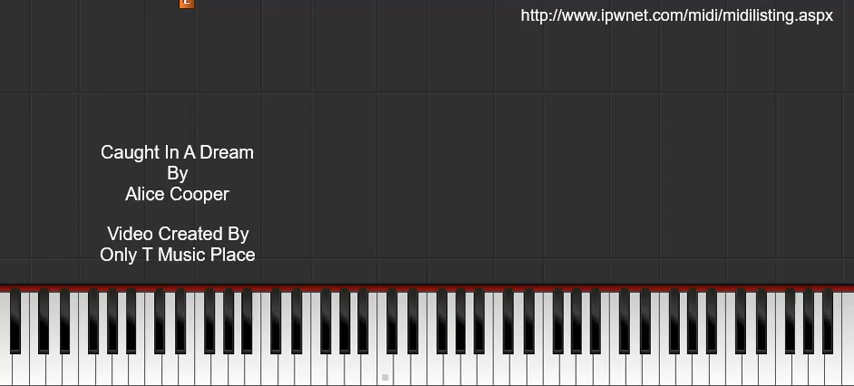 E
http://www.ipwnet.com/midi/midilisting.aspx
Caught In A Dream
By
Alice Cooper
Video Created By
Only T Music Place